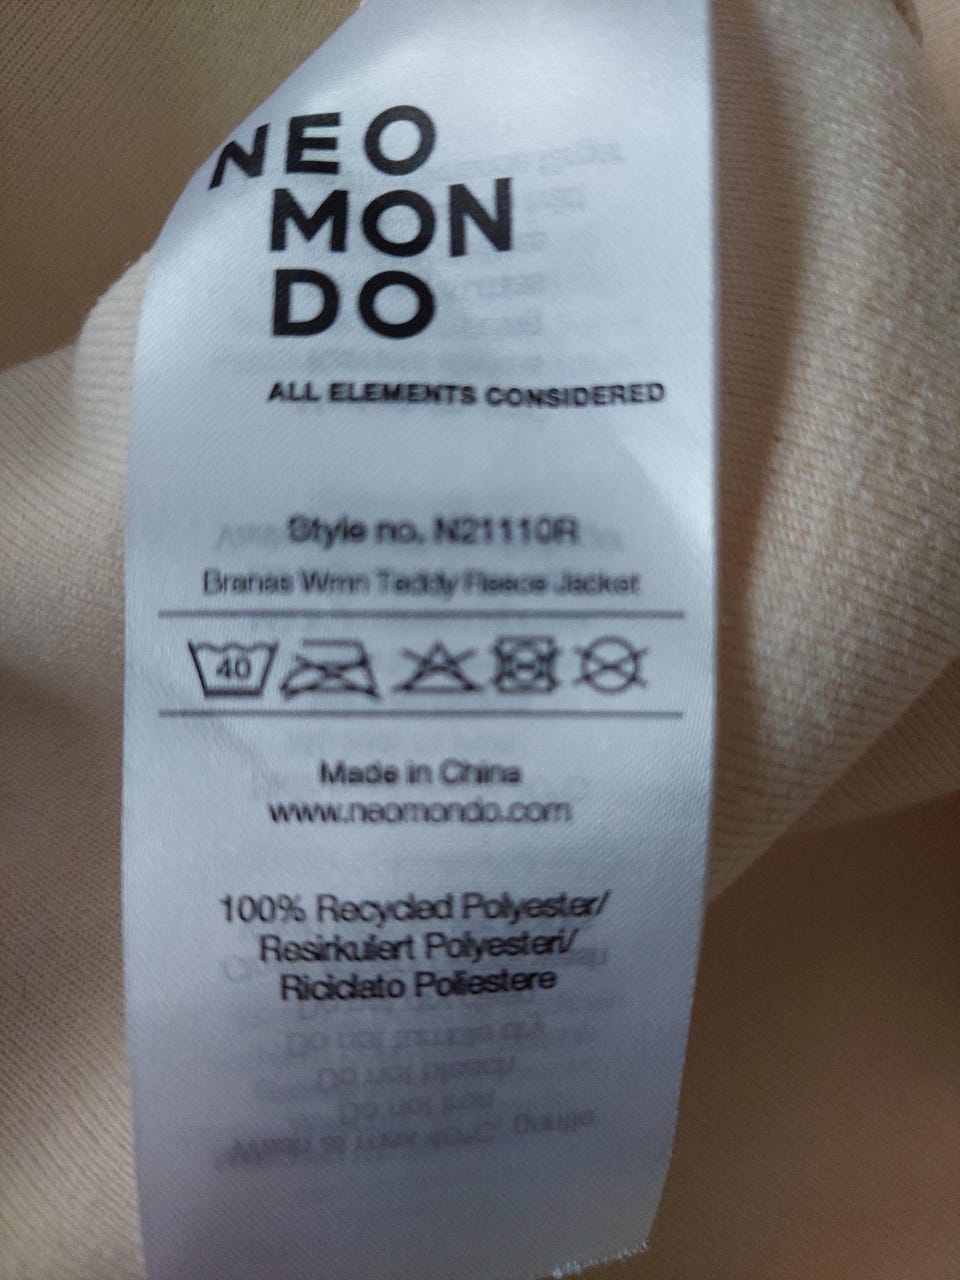 NEO
MON
DO
ALL ELEMENTS CONSIDERED
Style no. N21110R
Brahas Wmn Teddy Fleece Jacket
40
Made in China
www.neomondo.com
100% Recycled Polyester/
Resirkulert Polyesteri/
Riciclato Poliestere